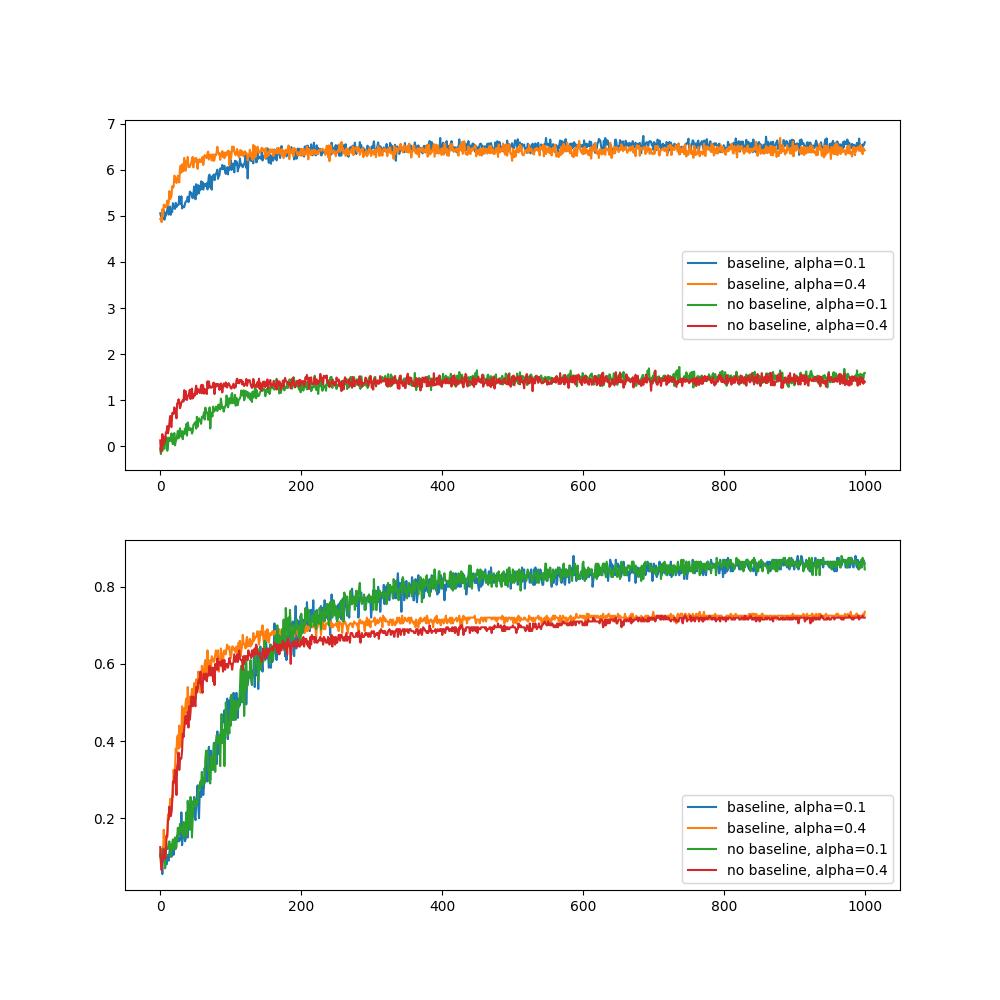 7
6
5
4
3
2
1
0
baseline, alpha=0.1
baseline, alpha=0.4
no baseline, alpha=0.1
no baseline, alpha=0.4
0 200 400 600 800 1000
0.8
0.6
0.4
0.2
baseline, alpha=0.1
baseline, alpha=0.4
no baseline, alpha=0.1
no baseline, alpha=0.4
0 200 400 600 800 1000